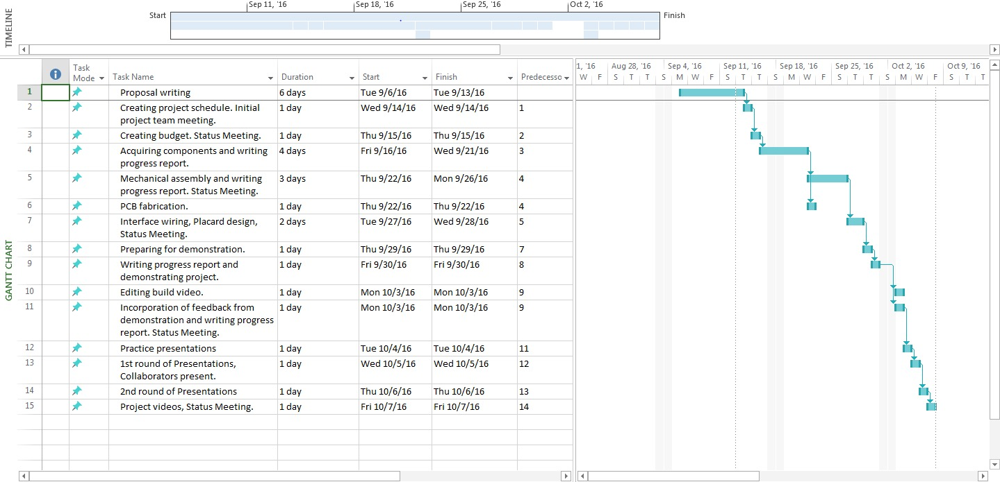 Sep 11, '16 Sep 18, '16 Sep 25, '16 Oct 2, '16
TIMELINE
Start Finish
Task Mode Task Name Duration Start Finish Predecesso
1, '16 Aug 28, '16 Sep 4, '16 Sep 11, '16 Sep 18, '16 Sep 25, '16 Oct 2, '16 Oct 9, '16
W F S T T S M W F S T T S M W F S T T S M W F S T T
GANTT CHART
1 Proposal writing 6 days Tue 9/6/16 Tue 9/13/16
2 Creating project schedule. Initial 1 day Wed 9/14/16 Wed 9/14/16 1
project team meeting.
3 Creating budget. Status Meeting. 1 day Thu 9/15/16 Thu 9/15/16 2
4 Acquiring components and writing 4 days Fri 9/16/16 Wed 9/21/16 3
progress report.
5 Mechanical assembly and writing 3 days Thu 9/22/16 Mon 9/26/16 4
progress report. Status Meeting.
6 PCB fabrication. 1 day Thu 9/22/16 Thu 9/22/16 4
7 Interface wiring, Placard design, 2 days Tue 9/27/16 Wed 9/28/16 5
Status Meeting.
8 Preparing for demonstration. 1 day Thu 9/29/16 Thu 9/29/16 7
9 Writing progress report and 1 day Fri 9/30/16 Fri 9/30/16 8
demonstrating project.
10 Editing build video. 1 day Mon 10/3/16 Mon 10/3/16 9
11 Incorporation of feedback from 1 day Mon 10/3/16 Mon 10/3/16 9
demonstration and writing progress
report. Status Meeting.
12 Practice presentations 1 day Tue 10/4/16 Tue 10/4/16 11
13 1st round of Presentations, 1 day Wed 10/5/16 Wed 10/5/16 12
Collaborators present.
14 2nd round of Presentations 1 day Thu 10/6/16 Thu 10/6/16 13
15 Project videos, Status Meeting. 1 day Fri 10/7/16 Fri 10/7/16 14